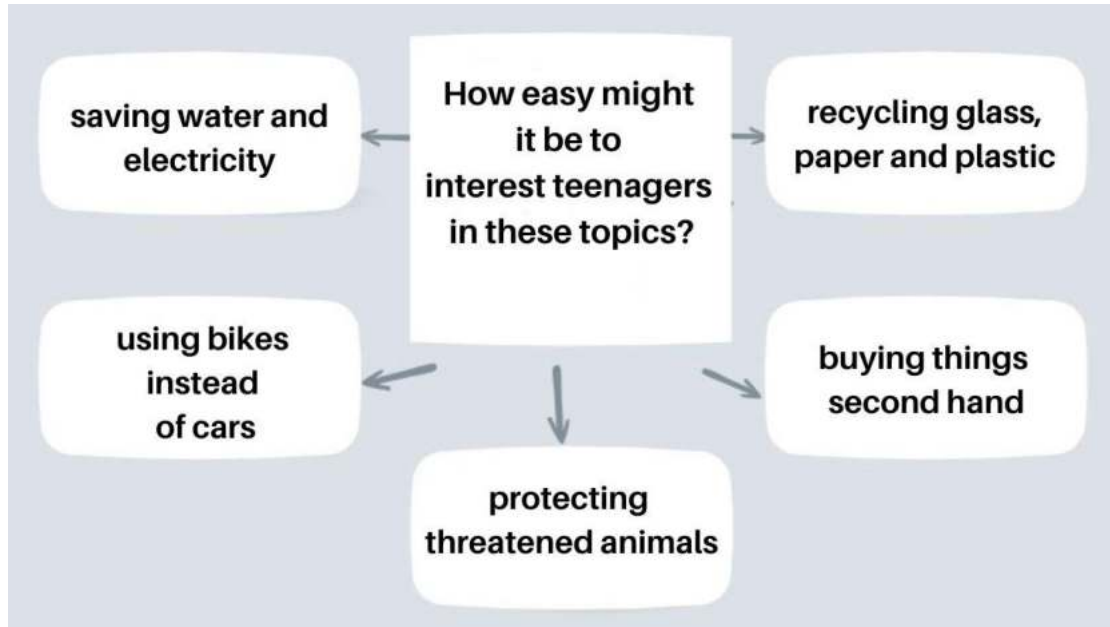 How easy might
it be to
interest teenagers
in these topics?
saving water and
electricity
recycling glass,
paper and plastic
using bikes
instead
of cars
buying things
second hand
protecting
threatened animals